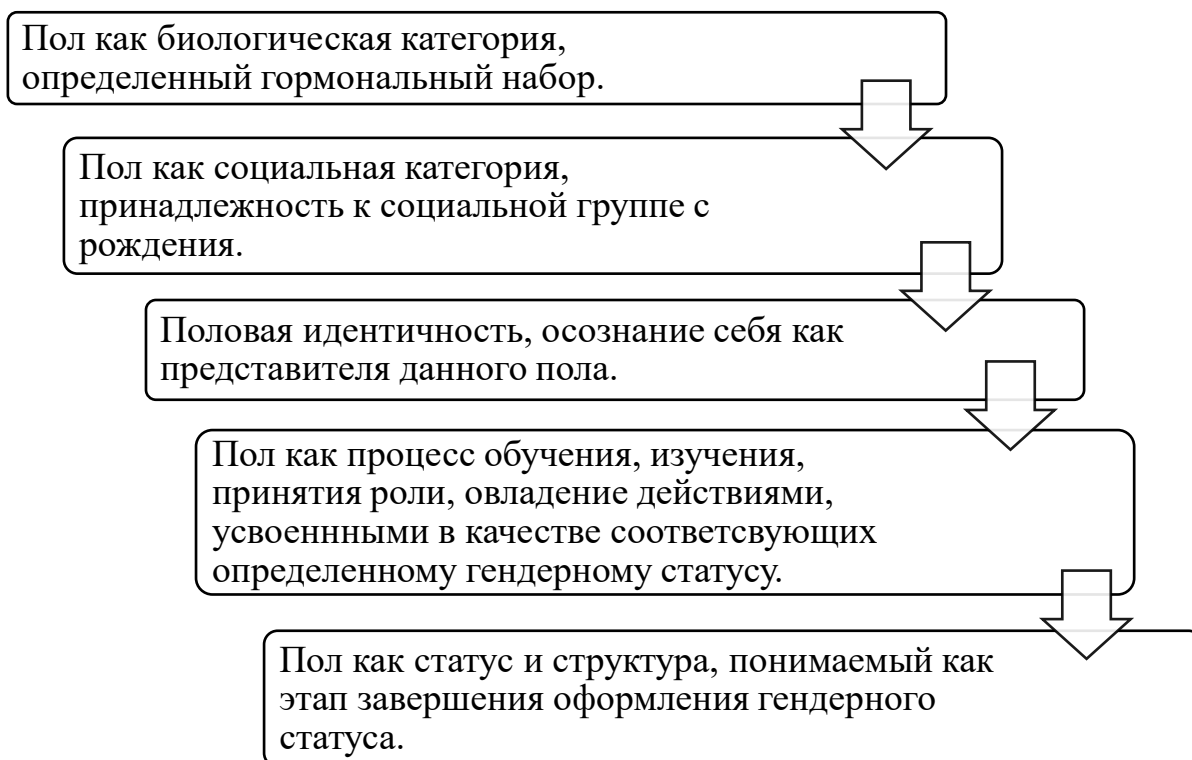 Пол как биологическая категория,
определенный гормональный набор.
Пол как социальная категория,
принадлежность к социальной группе с
рождения.
Половая идентичность, осознание себя как
представителя данного пола.
Пол как процесс обучения, изучения,
принятия роли, овладение действиями,
усвоеннными в качестве соответсвующих
определенному гендерному статусу.
Пол как статус и структура, понимаемый как
этап завершения оформления гендерного
статуса.